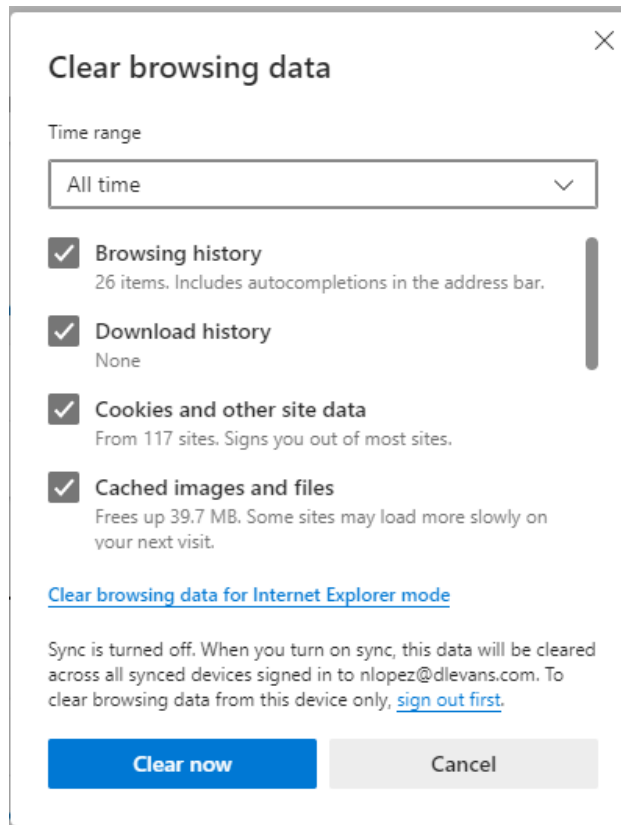 Clear browsing data
Time range
All time
Browsing history
26 items. Includes autocompletions in the address bar.
Download history
None
Cookies and other site data
From 117 sites. Signs you out of most sites.
Cached images and files
Frees up 39.7 MB. Some sites may load more slowly on
your next visit.
Clear browsing data for Internet Explorer mode
Sync is turned off. When you turn on sync, this data will be cleared
across all synced devices signed in to nlopez@dlevans.com. To
clear browsing data from this device only, sign out first.
Clear now
Cancel